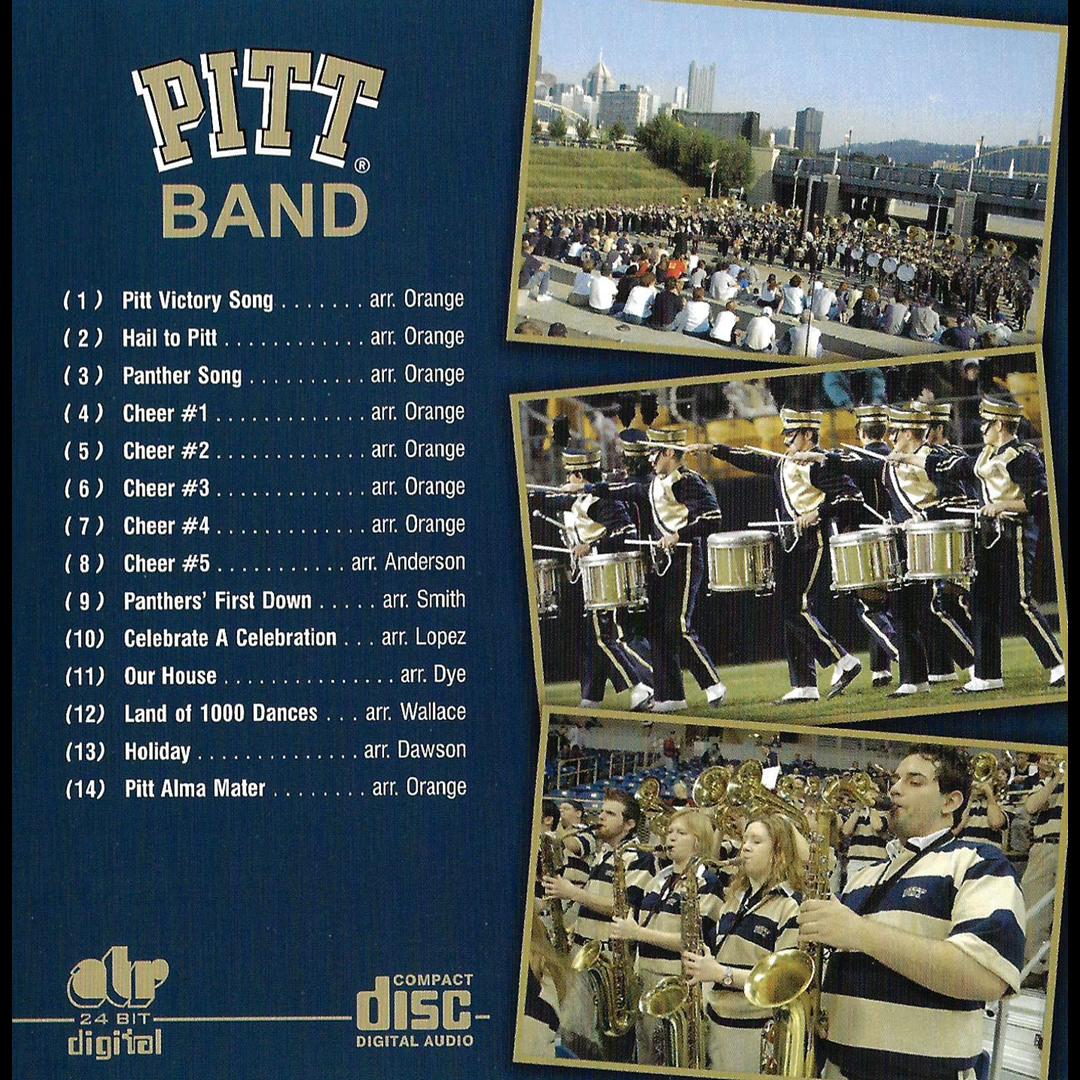 PITT®
BAND
(1) Pitt Victory Song . . . . . . . arr. Orange
(2) Hail to Pitt . . . . . . . . . . . . arr. Orange
(3) Panther Song . . . . . . . . . . arr. Orange
(4) Cheer #1 . . . . . . . . . . . . . arr. Orange
(5) Cheer #2 . . . . . . . . . . . . . arr. Orange
(6) Cheer #3 . . . . . . . . . . . . . arr. Orange
(7) Cheer #4 . . . . . . . . . . . . . arr. Orange
(8) Cheer #5 . . . . . . . . . . . arr. Anderson
(9) Panthers' First Down . . . . . arr. Smith
(10) Celebrate A Celebration . . . arr. Lopez
(11) Our House . . . . . . . . . . . . . . . arr. Dye
(12) Land of 1000 Dances . . . arr. Wallace
(13) Holiday . . . . . . . . . . . . . . arr. Dawson
(14) Pitt Alma Mater . . . . . . . . arr. Orange
atr
24 BIT
digital
COMPACT
disc
DIGITAL AUDIO
PITT